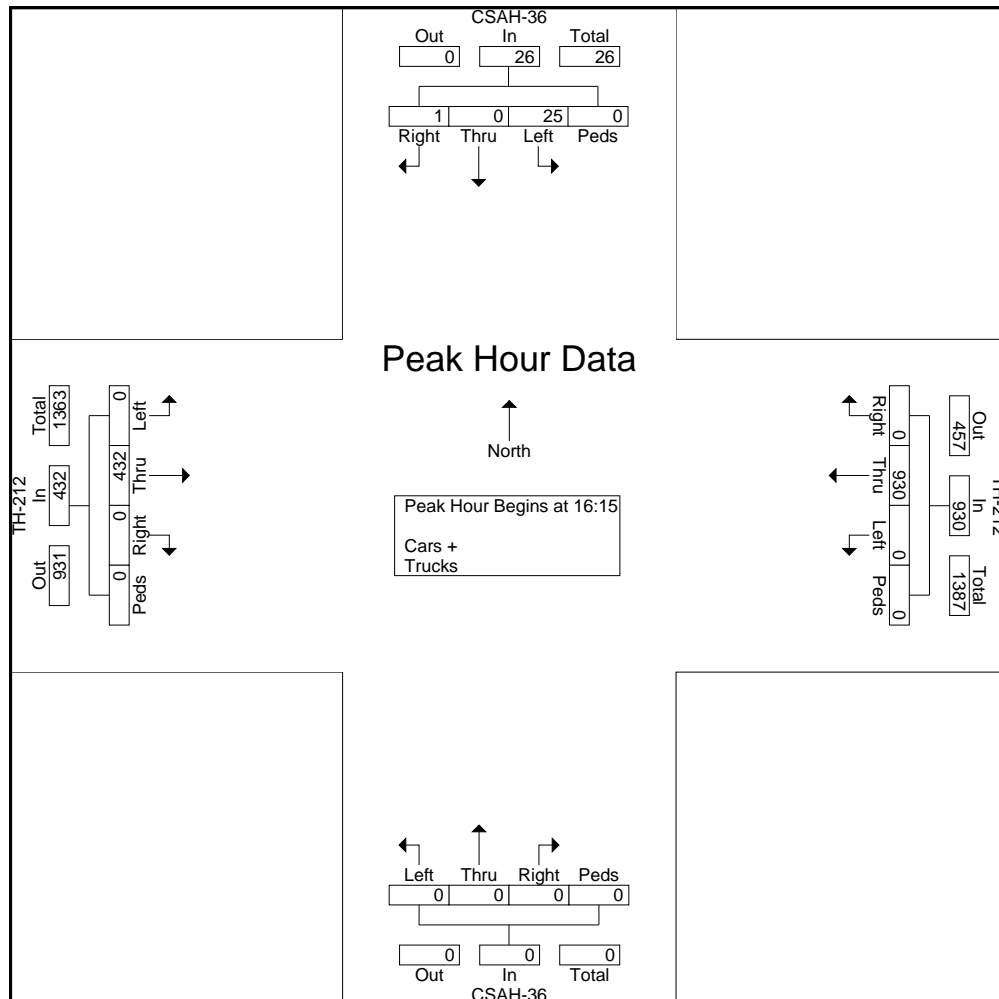 CSAH-36
Out In Total
0 26 26
1 0 25 0
Right Thru Left Peds
Peak Hour Data
North
Peak Hour Begins at 16:15
Cars +
Trucks
TH-212
Total In Out
1363 432 931
0 432 0 0
Left Thru Right Peds
TH-212
Out In Total
457 930 1387
0 930 0 0
Right Thru Left Peds
Left Thru Right Peds
0 0 0 0
0 0 0
Out In Total
CSAH-36